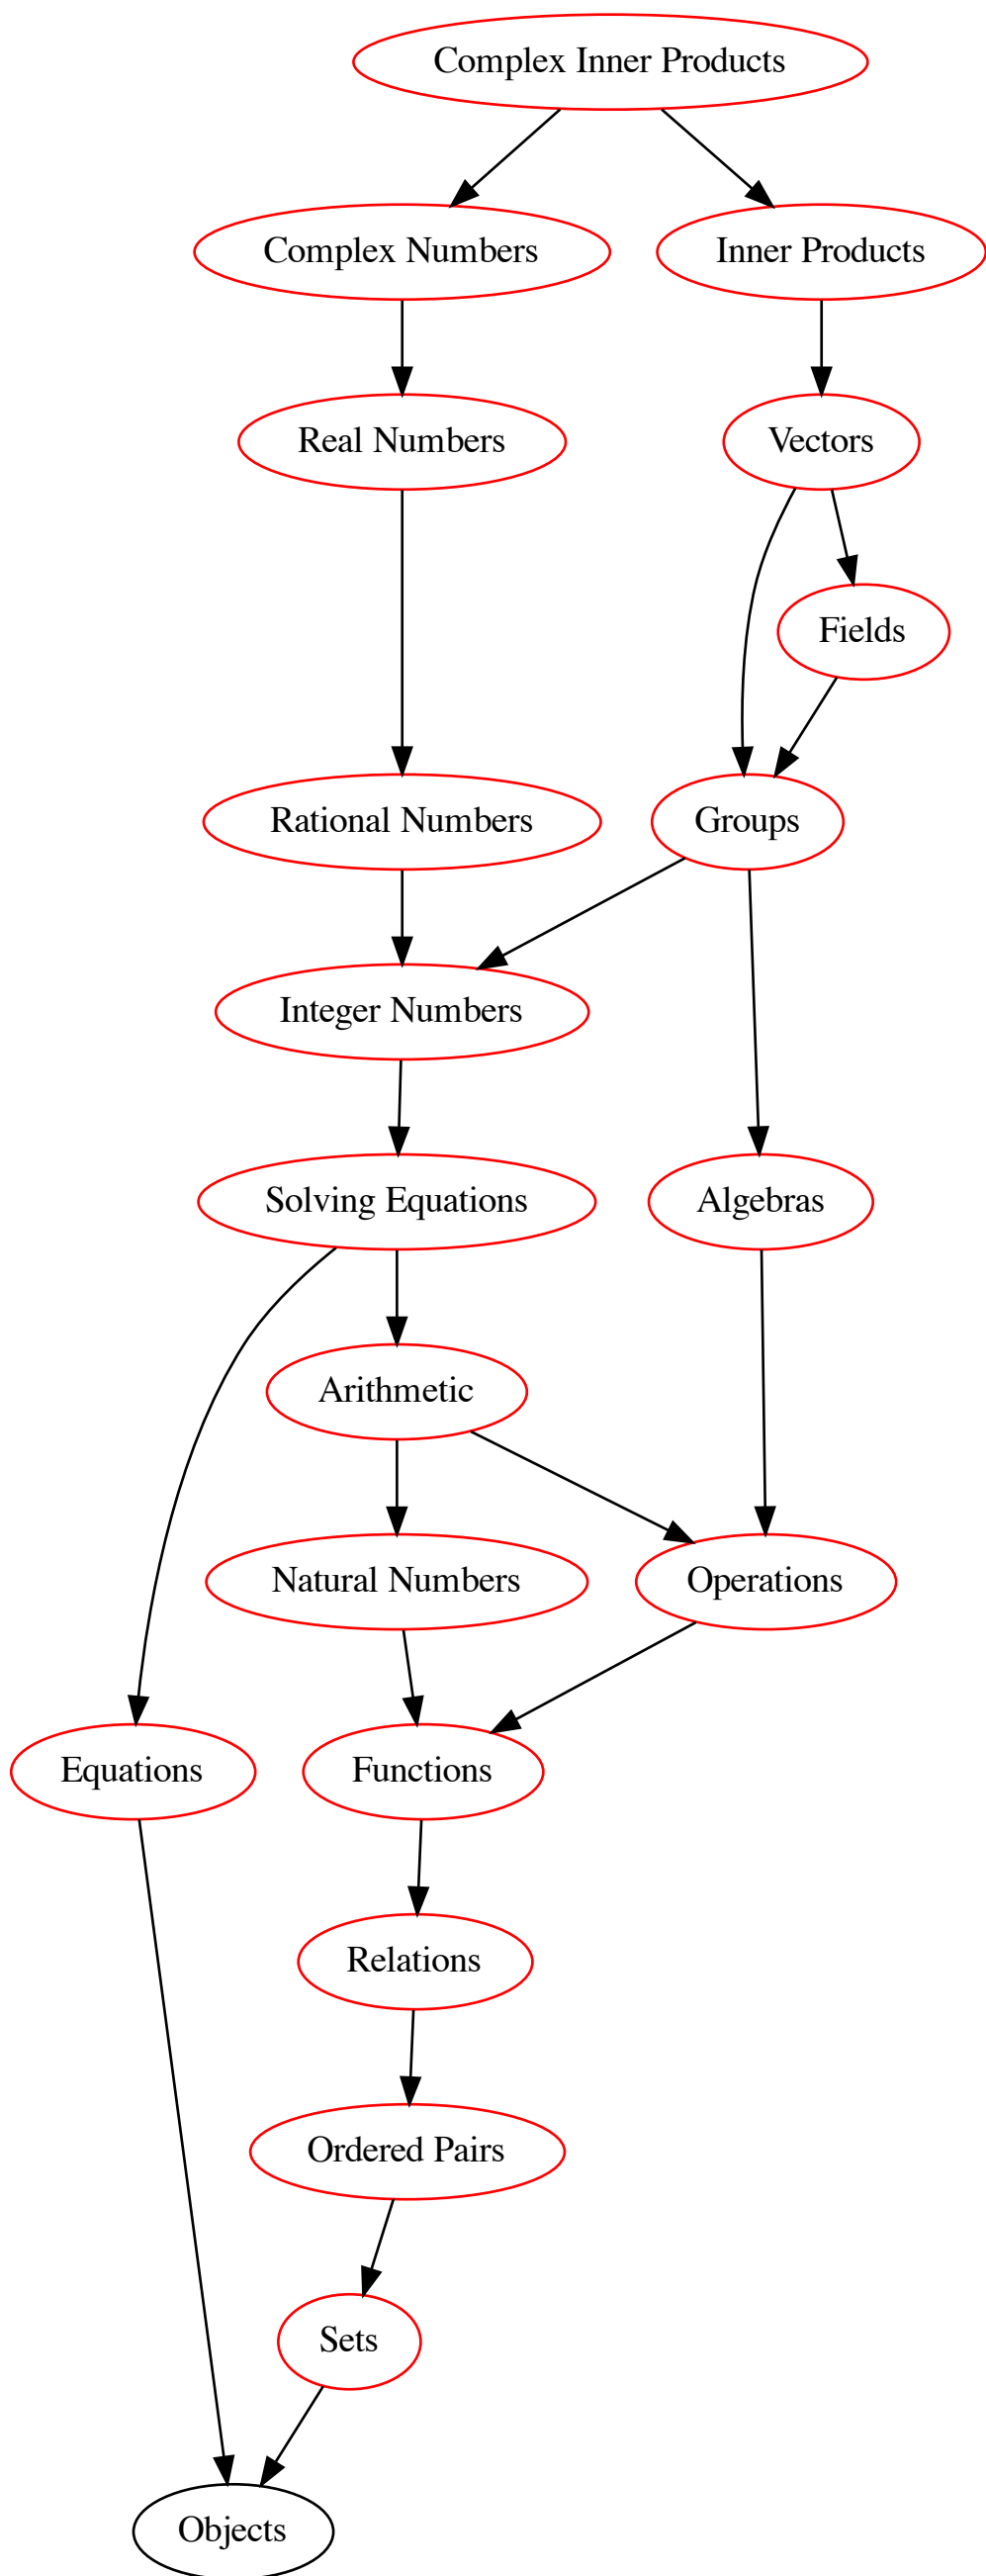 Complex Inner Products
Complex Numbers
Inner Products
Real Numbers
Vectors
Fields
Rational Numbers
Groups
Integer Numbers
Solving Equations
Algebras
Arithmetic
Natural Numbers
Operations
Equations
Functions
Relations
Ordered Pairs
Sets
Objects